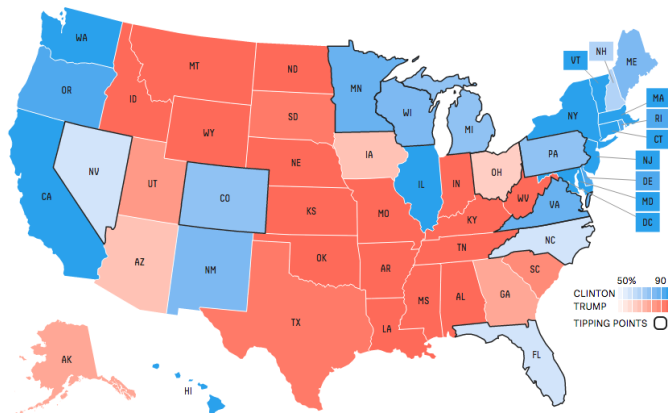 WA
MT
ND
MN
VT
NH
ME
OR
ID
SD
WI
MI
NY
MA
RI
CT
WY
IA
NE
PA
NJ
NV
UT
CO
IL
IN
OH
DE
MD
DC
CA
KS
MO
WV
VA
KY
AZ
NM
OK
AR
TN
NC
SC
TX
LA
MS
AL
GA
50% 90
CLINTON
TRUMP
TIPPING POINTS
FL
AK
HI